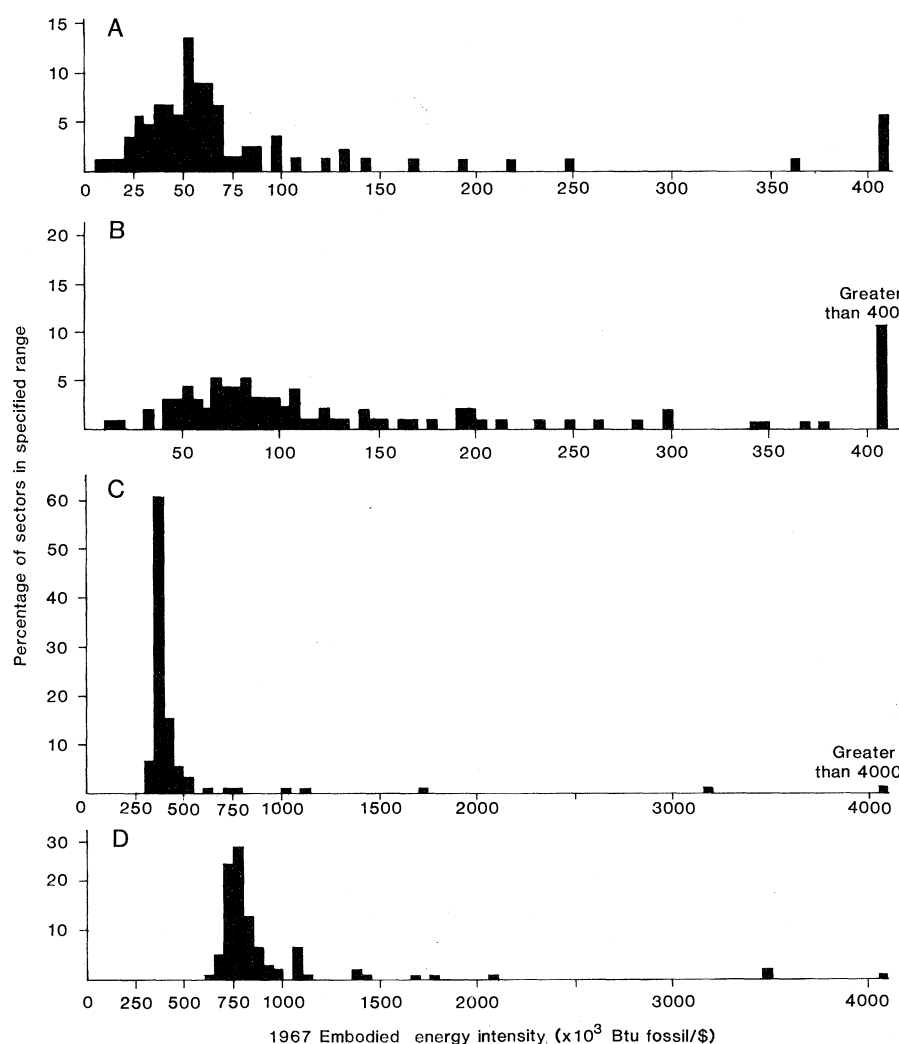 A
15
10
5
0 25 50 75 100 150 200 250 300 350 400
B
20
15
10
5
Greater
than 400
50 100 150 200 250 300 350 400
C
60
50
40
30
20
10
Greater
than 4000
0 250 500 750 1000 1500 2000 3000 4000
D
30
20
10
0 250 500 750 1000 1500 2000 3000 4000
Percentage of sectors in specified range
1967 Embodied energy intensity (x10³ Btu fossil/$)